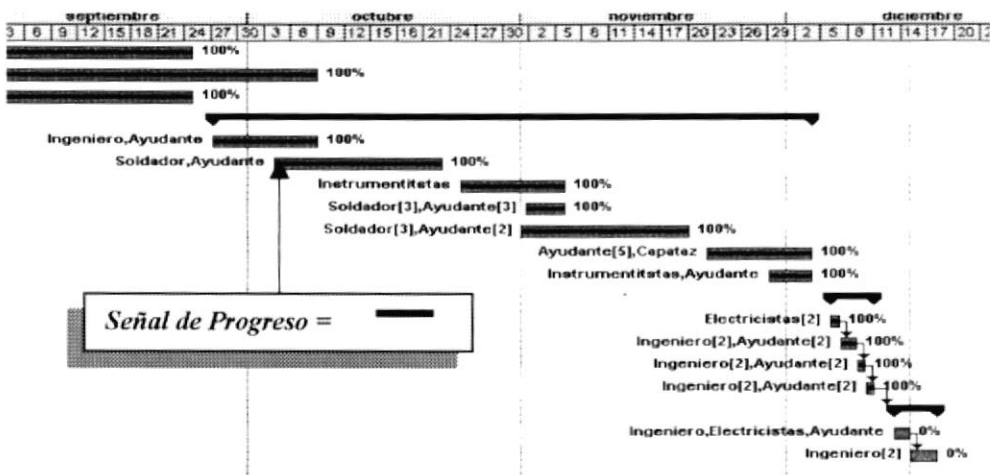 septiembre octubre noviembre diciembre
3 6 9 12 15 18 21 24 27 30 3 6 9 12 15 18 21 24 27 30 2 5 8 11 14 17 20 23 26 29 2 5 8 11 14 17 20
100%
100%
100%
Ingeniero,Ayudante 100%
Soldador,Ayudante 100%
Instrumentitstas 100%
Soldador[3],Ayudante[3] 100%
Soldador[3],Ayudante[2] 100%
Ayudante[5],Capataz 100%
Instrumentitstas,Ayudante 100%
Señal de Progreso =
Electricistas[2] 100%
Ingeniero[2],Ayudante[2] 100%
Ingeniero[2],Ayudante[2] 100%
Ingeniero[2],Ayudante[2] 100%
Ingeniero,Electricistas,Ayudante 0%
Ingeniero[2] 0%